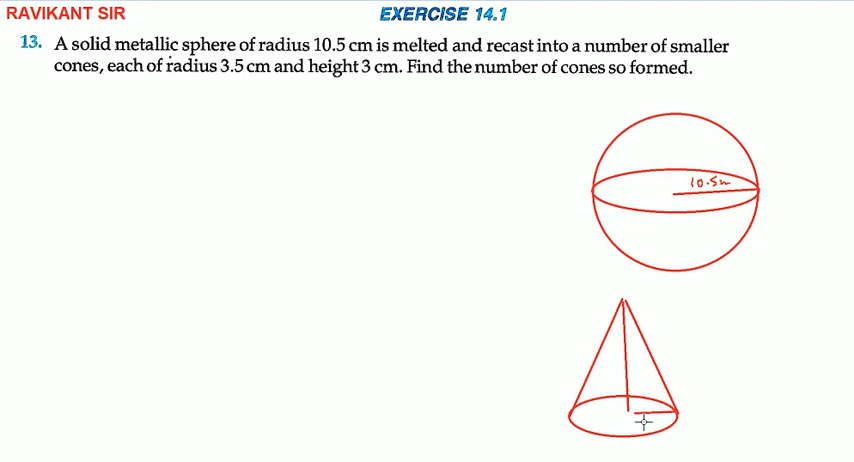 RAVIKANT SIR
EXERCISE 14.1
13. A solid metallic sphere of radius 10.5 cm is melted and recast into a number of smaller
cones, each of radius 3.5 cm and height 3 cm. Find the number of cones so formed.
10.5m